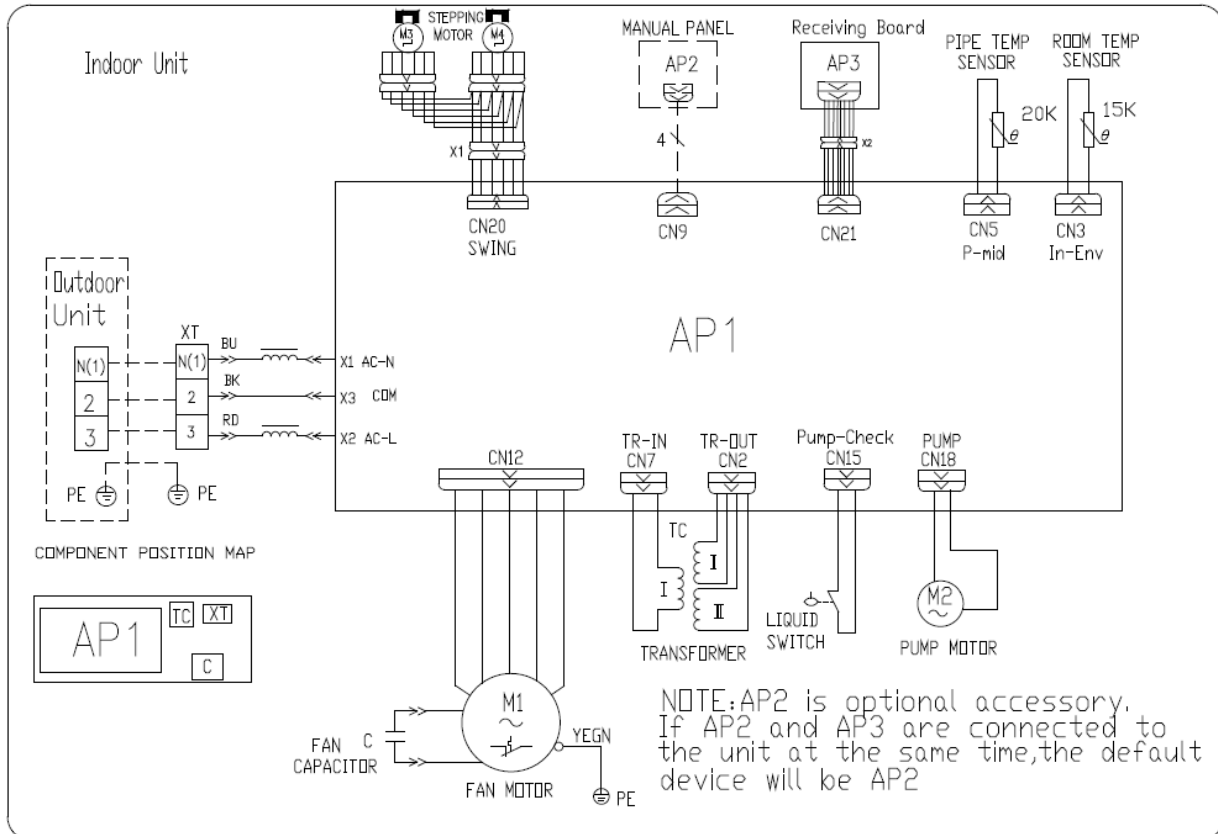 Indoor Unit
STEPPING
MOTOR
M3
M4
X1
CN20
SWING
MANUAL PANEL
AP2
4
CN9
Receiving Board
AP3
X2
CN21
PIPE TEMP
SENSOR
20K
θ
CN5
P-mid
ROOM TEMP
SENSOR
15K
θ
CN3
In-Env
AP1
Outdoor
Unit
N(1)
2
3
PE
XT
N(1)
2
3
PE
BU
BK
RD
X1 AC-N
X3 COM
X2 AC-L
CN12
TR-IN
CN7
TR-OUT
CN2
Pump-Check
CN15
PUMP
CN18
TC
I
I
II
TRANSFORMER
LIQUID
SWITCH
M2
PUMP MOTOR
COMPONENT POSITION MAP
AP1
TC
XT
C
M1
YEGN
PE
FAN
CAPACITOR
C
FAN MOTOR
NOTE:AP2 is optional accessory.
If AP2 and AP3 are connected to
the unit at the same time,the default
device will be AP2